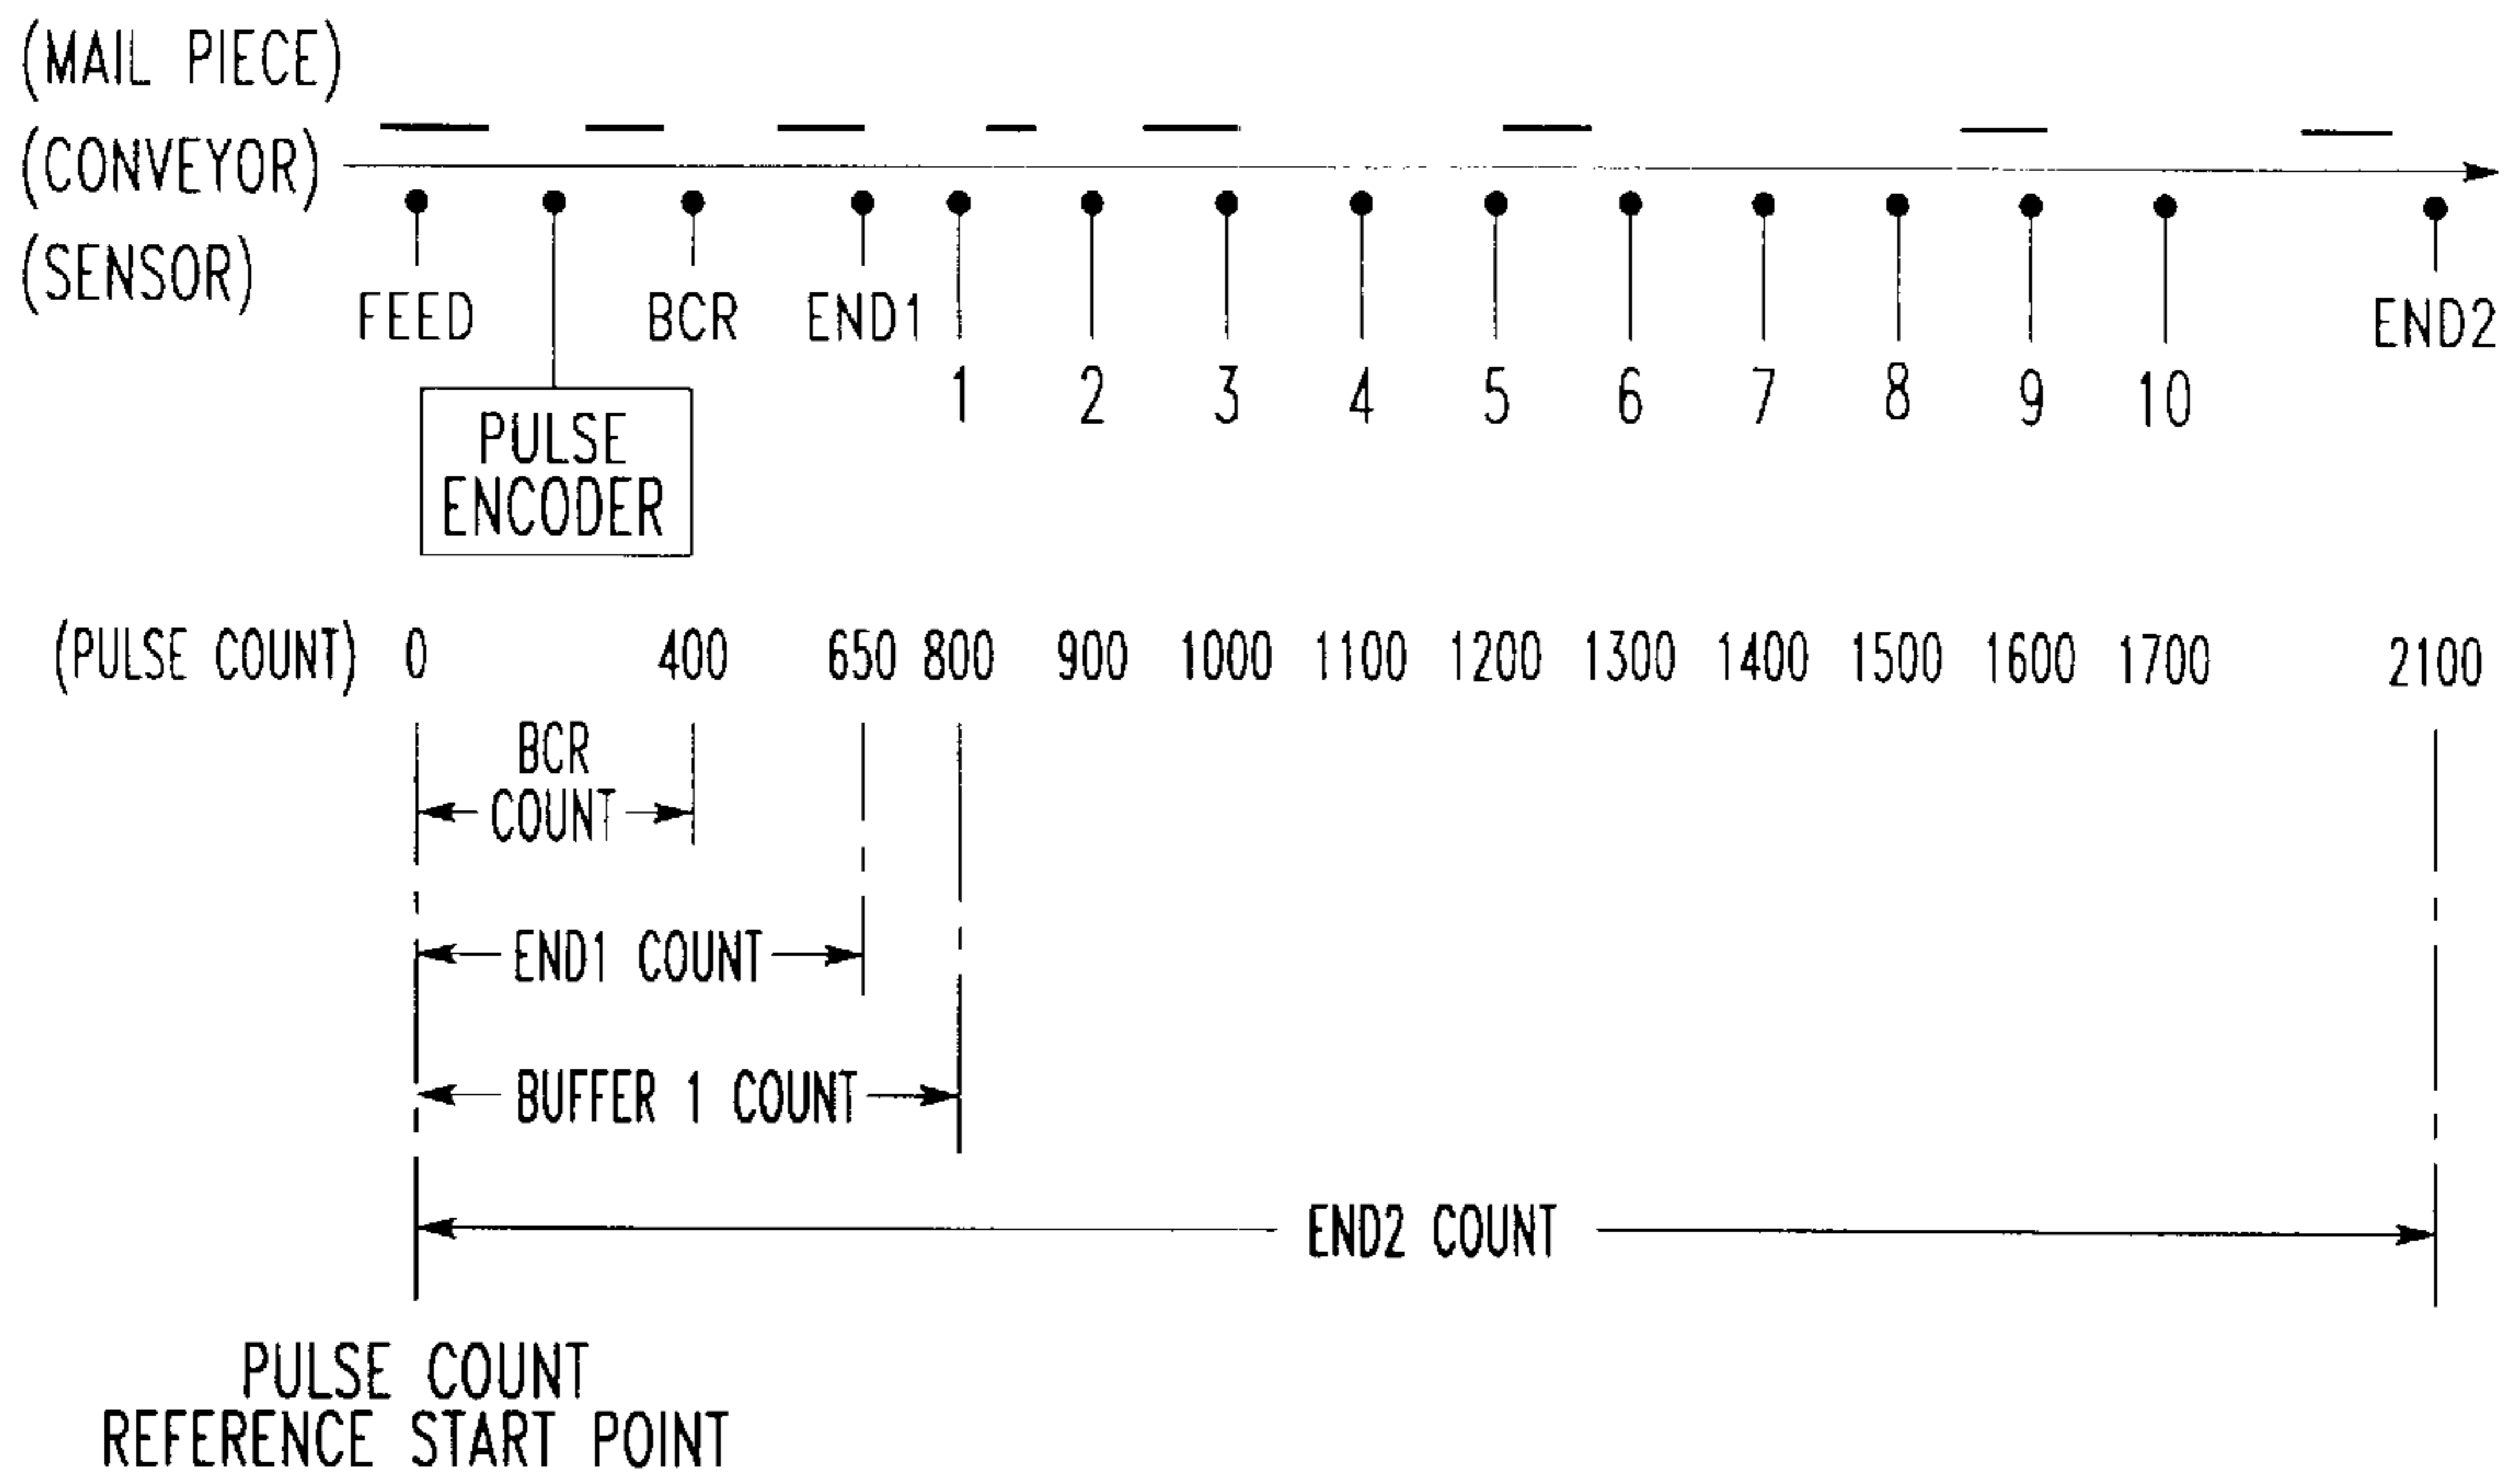 (MAIL PIECE)
(CONVEYOR)
(SENSOR)
FEED BCR END1 END2
1 2 3 4 5 6 7 8 9 10
PULSE
ENCODER
(PULSE COUNT) 0 400 650 800 900 1000 1100 1200 1300 1400 1500 1600 1700 2100
BCR
COUNT
END1 COUNT
BUFFER 1 COUNT
END2 COUNT
PULSE COUNT
REFERENCE START POINT